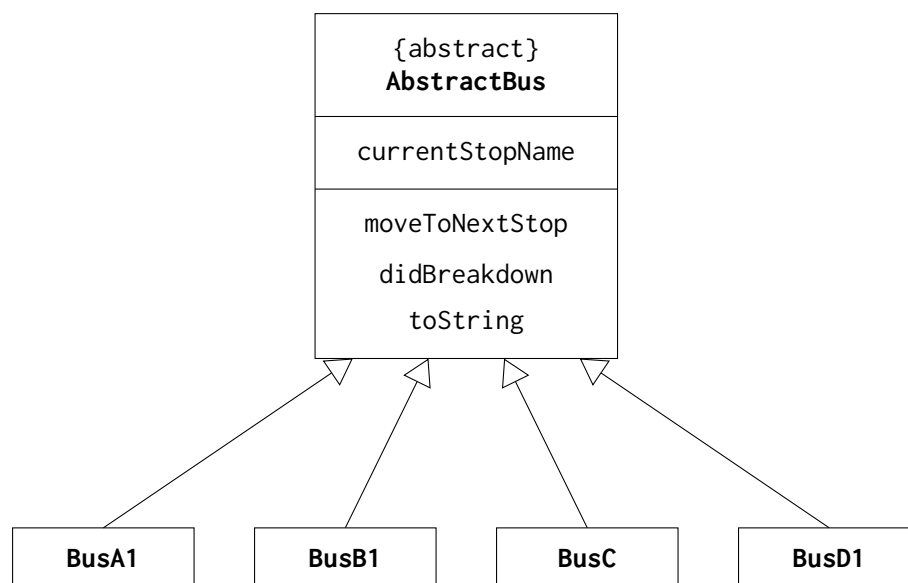 {abstract}
AbstractBus
currentStopName
moveToNextStop
didBreakdown
toString
BusA1
BusB1
BusC
BusD1